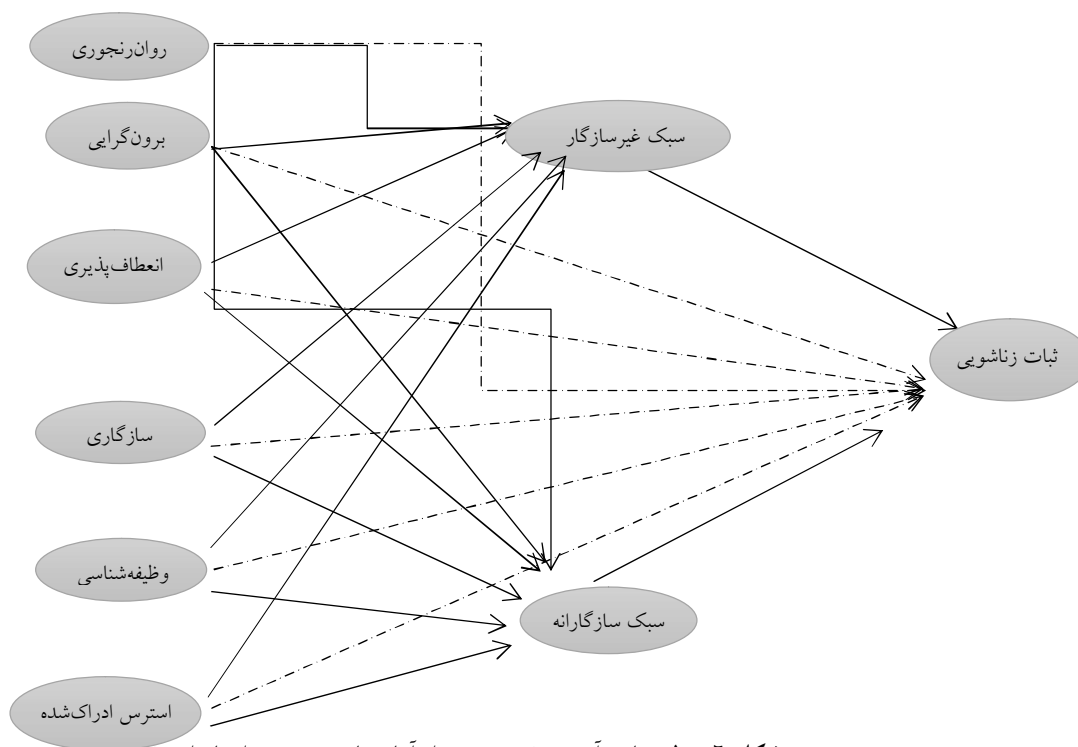 روان‌رنجوری
برون‌گرایی
سبک غیرسازگار
انعطاف‌پذیری
ثبات زناشویی
سازگاری
وظیفه‌شناسی
سبک سازگارانه
استرس ادراک‌شده